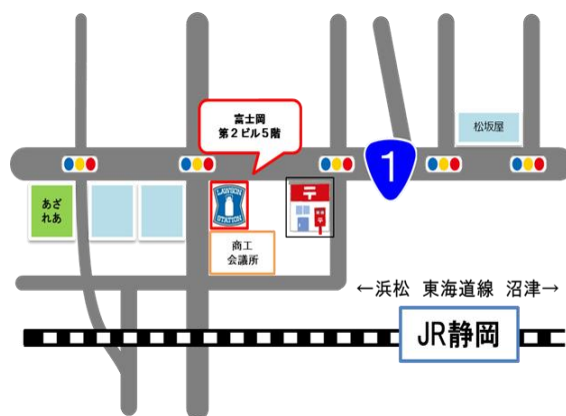 富士岡
第２ビル５階
松坂屋
1
あざ
れあ
LAWSON
STATION
〒
商工
会議所
←浜松 東海道線 沼津→
JR静岡